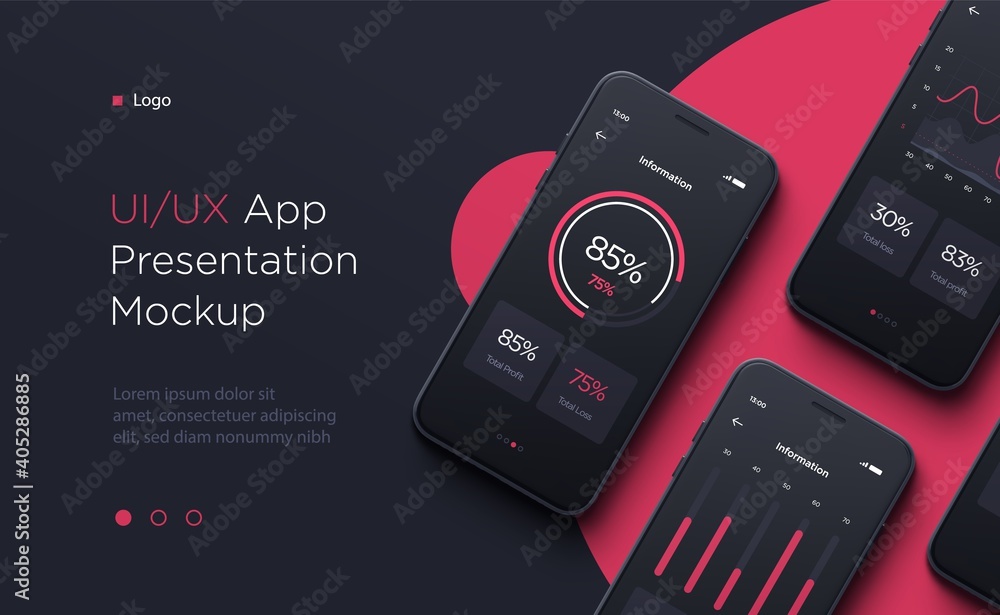 Logo
UI/UX App
Presentation
Mockup
Lorem ipsum dolor sit
amet, consectetuer adipiscing
elit, sed diam nonummy nibh
13:00
Information
85%
75%
85%
Total Profit
75%
Total Loss
20
15
10
5
30
40
50
60
70
30%
Total loss
83%
Total profit
13:00
Information
30
40
50
60
70
Adobe Stock | #405286885
Adobe Stock